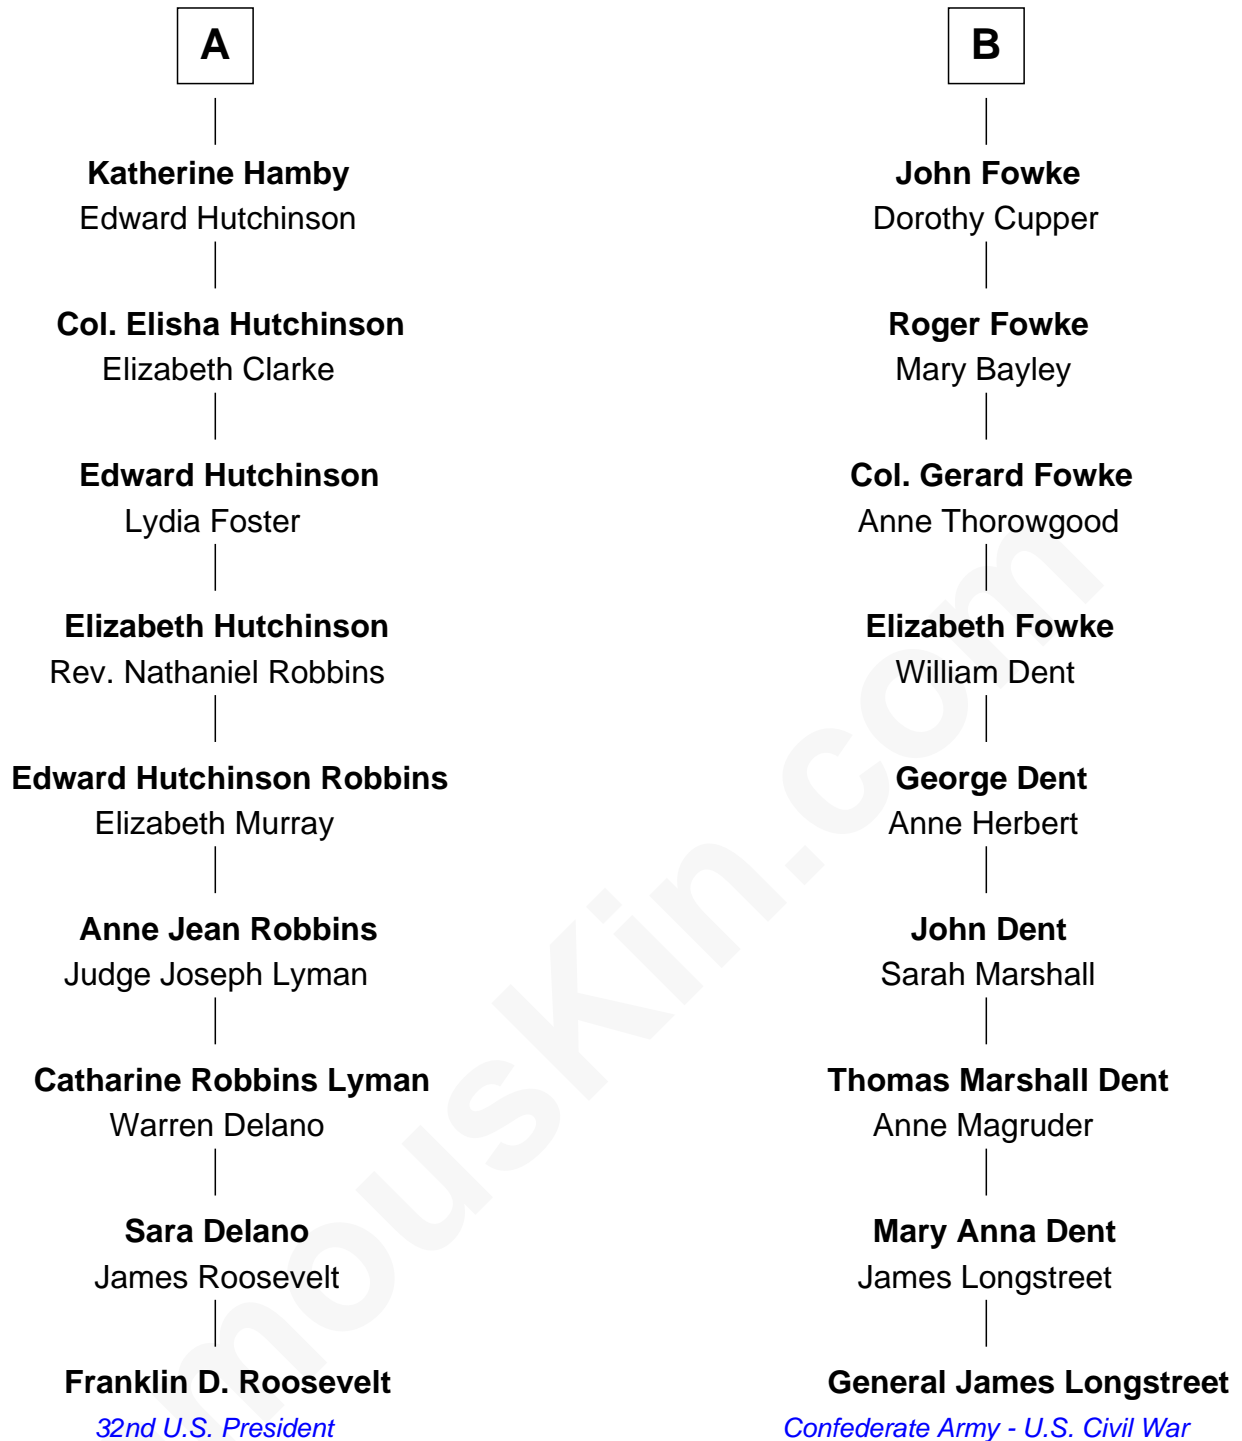 A
Katherine Hamby
Edward Hutchinson
Col. Elisha Hutchinson
Elizabeth Clarke
Edward Hutchinson
Lydia Foster
Elizabeth Hutchinson
Rev. Nathaniel Robbins
Edward Hutchinson Robbins
Elizabeth Murray
Anne Jean Robbins
Judge Joseph Lyman
Catharine Robbins Lyman
Warren Delano
Sara Delano
James Roosevelt
Franklin D. Roosevelt
32nd U.S. President
B
John Fowke
Dorothy Cupper
Roger Fowke
Mary Bayley
Col. Gerard Fowke
Anne Thorowgood
Elizabeth Fowke
William Dent
George Dent
Anne Herbert
John Dent
Sarah Marshall
Thomas Marshall Dent
Anne Magruder
Mary Anna Dent
James Longstreet
General James Longstreet
Confederate Army - U.S. Civil War
mousKin.com